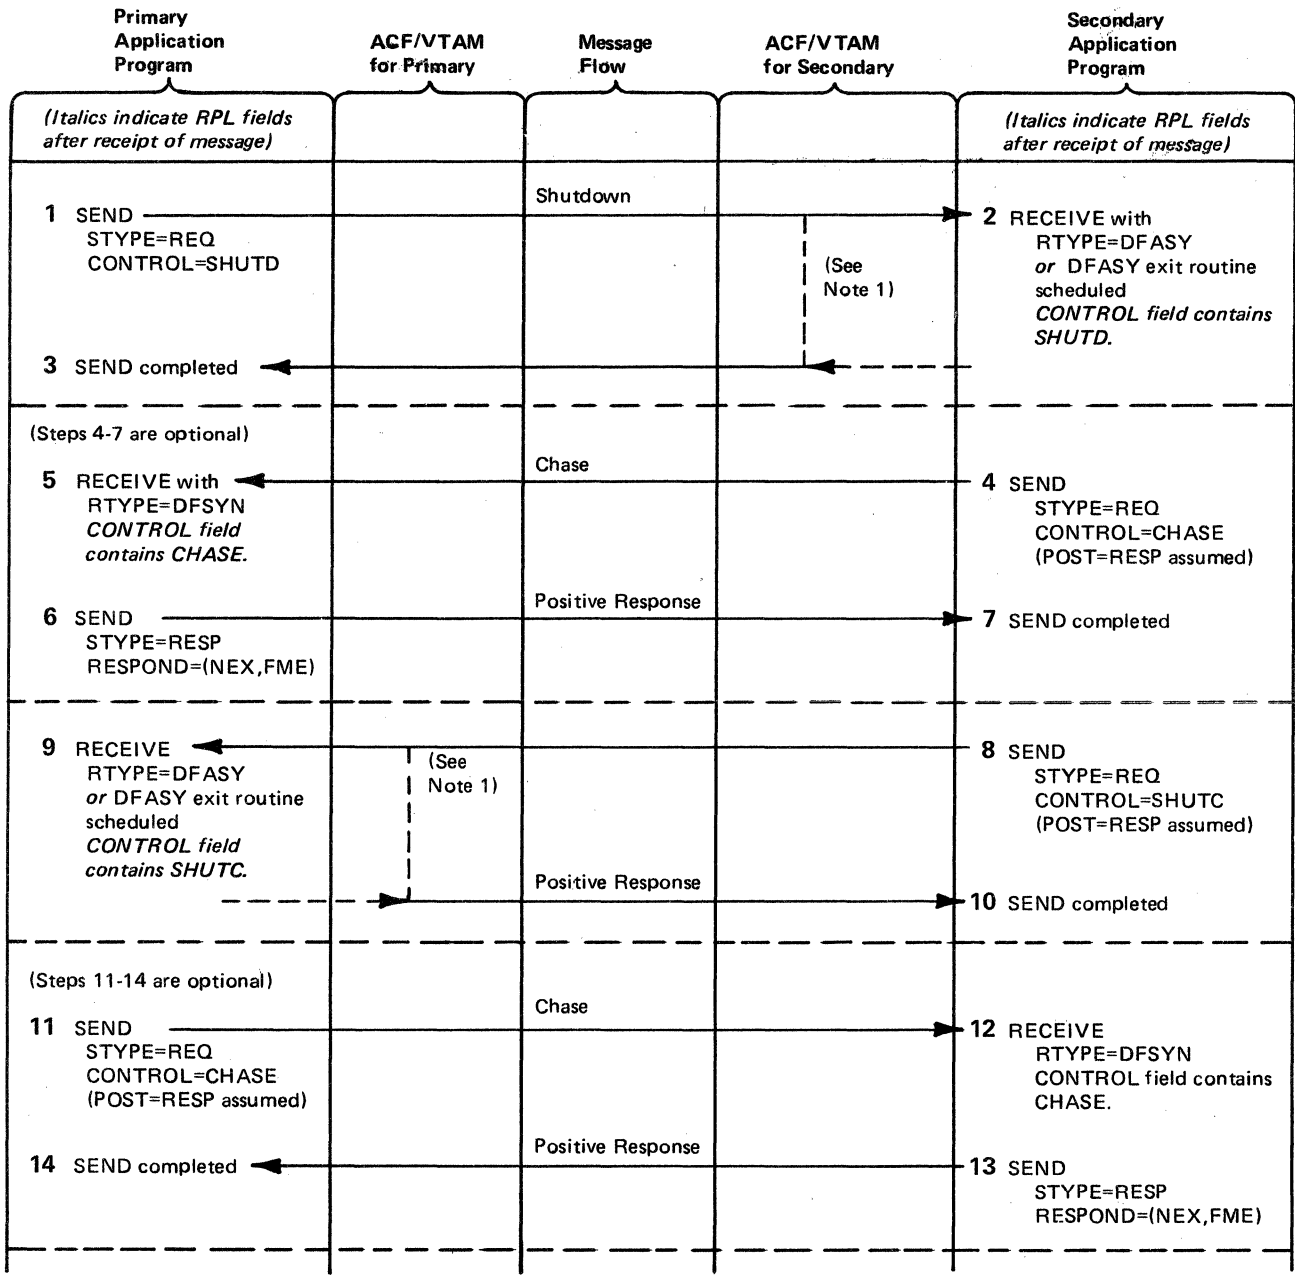 Primary
Application
Program
ACF/VTAM
for Primary
Message
Flow
ACF/VTAM
for Secondary
Secondary
Application
Program
(Italics indicate RPL fields
after receipt of message)
(Italics indicate RPL fields
after receipt of message)
Shutdown
1 SEND
STYPE=REQ
CONTROL=SHUTD
2 RECEIVE with
RTYPE=DFASY
or DFASY exit routine
scheduled
CONTROL field contains
SHUTD.
(See
Note 1)
3 SEND completed
(Steps 4-7 are optional)
Chase
5 RECEIVE with
RTYPE=DFSYN
CONTROL field
contains CHASE.
4 SEND
STYPE=REQ
CONTROL=CHASE
(POST=RESP assumed)
Positive Response
6 SEND
STYPE=RESP
RESPOND=(NEX,FME)
7 SEND completed
9 RECEIVE
RTYPE=DFASY
or DFASY exit routine
scheduled
CONTROL field
contains SHUTC.
(See
Note 1)
8 SEND
STYPE=REQ
CONTROL=SHUTC
(POST=RESP assumed)
Positive Response
10 SEND completed
(Steps 11-14 are optional)
Chase
11 SEND
STYPE=REQ
CONTROL=CHASE
(POST=RESP assumed)
12 RECEIVE
RTYPE=DFSYN
CONTROL field contains
CHASE.
Positive Response
14 SEND completed
13 SEND
STYPE=RESP
RESPOND=(NEX,FME)